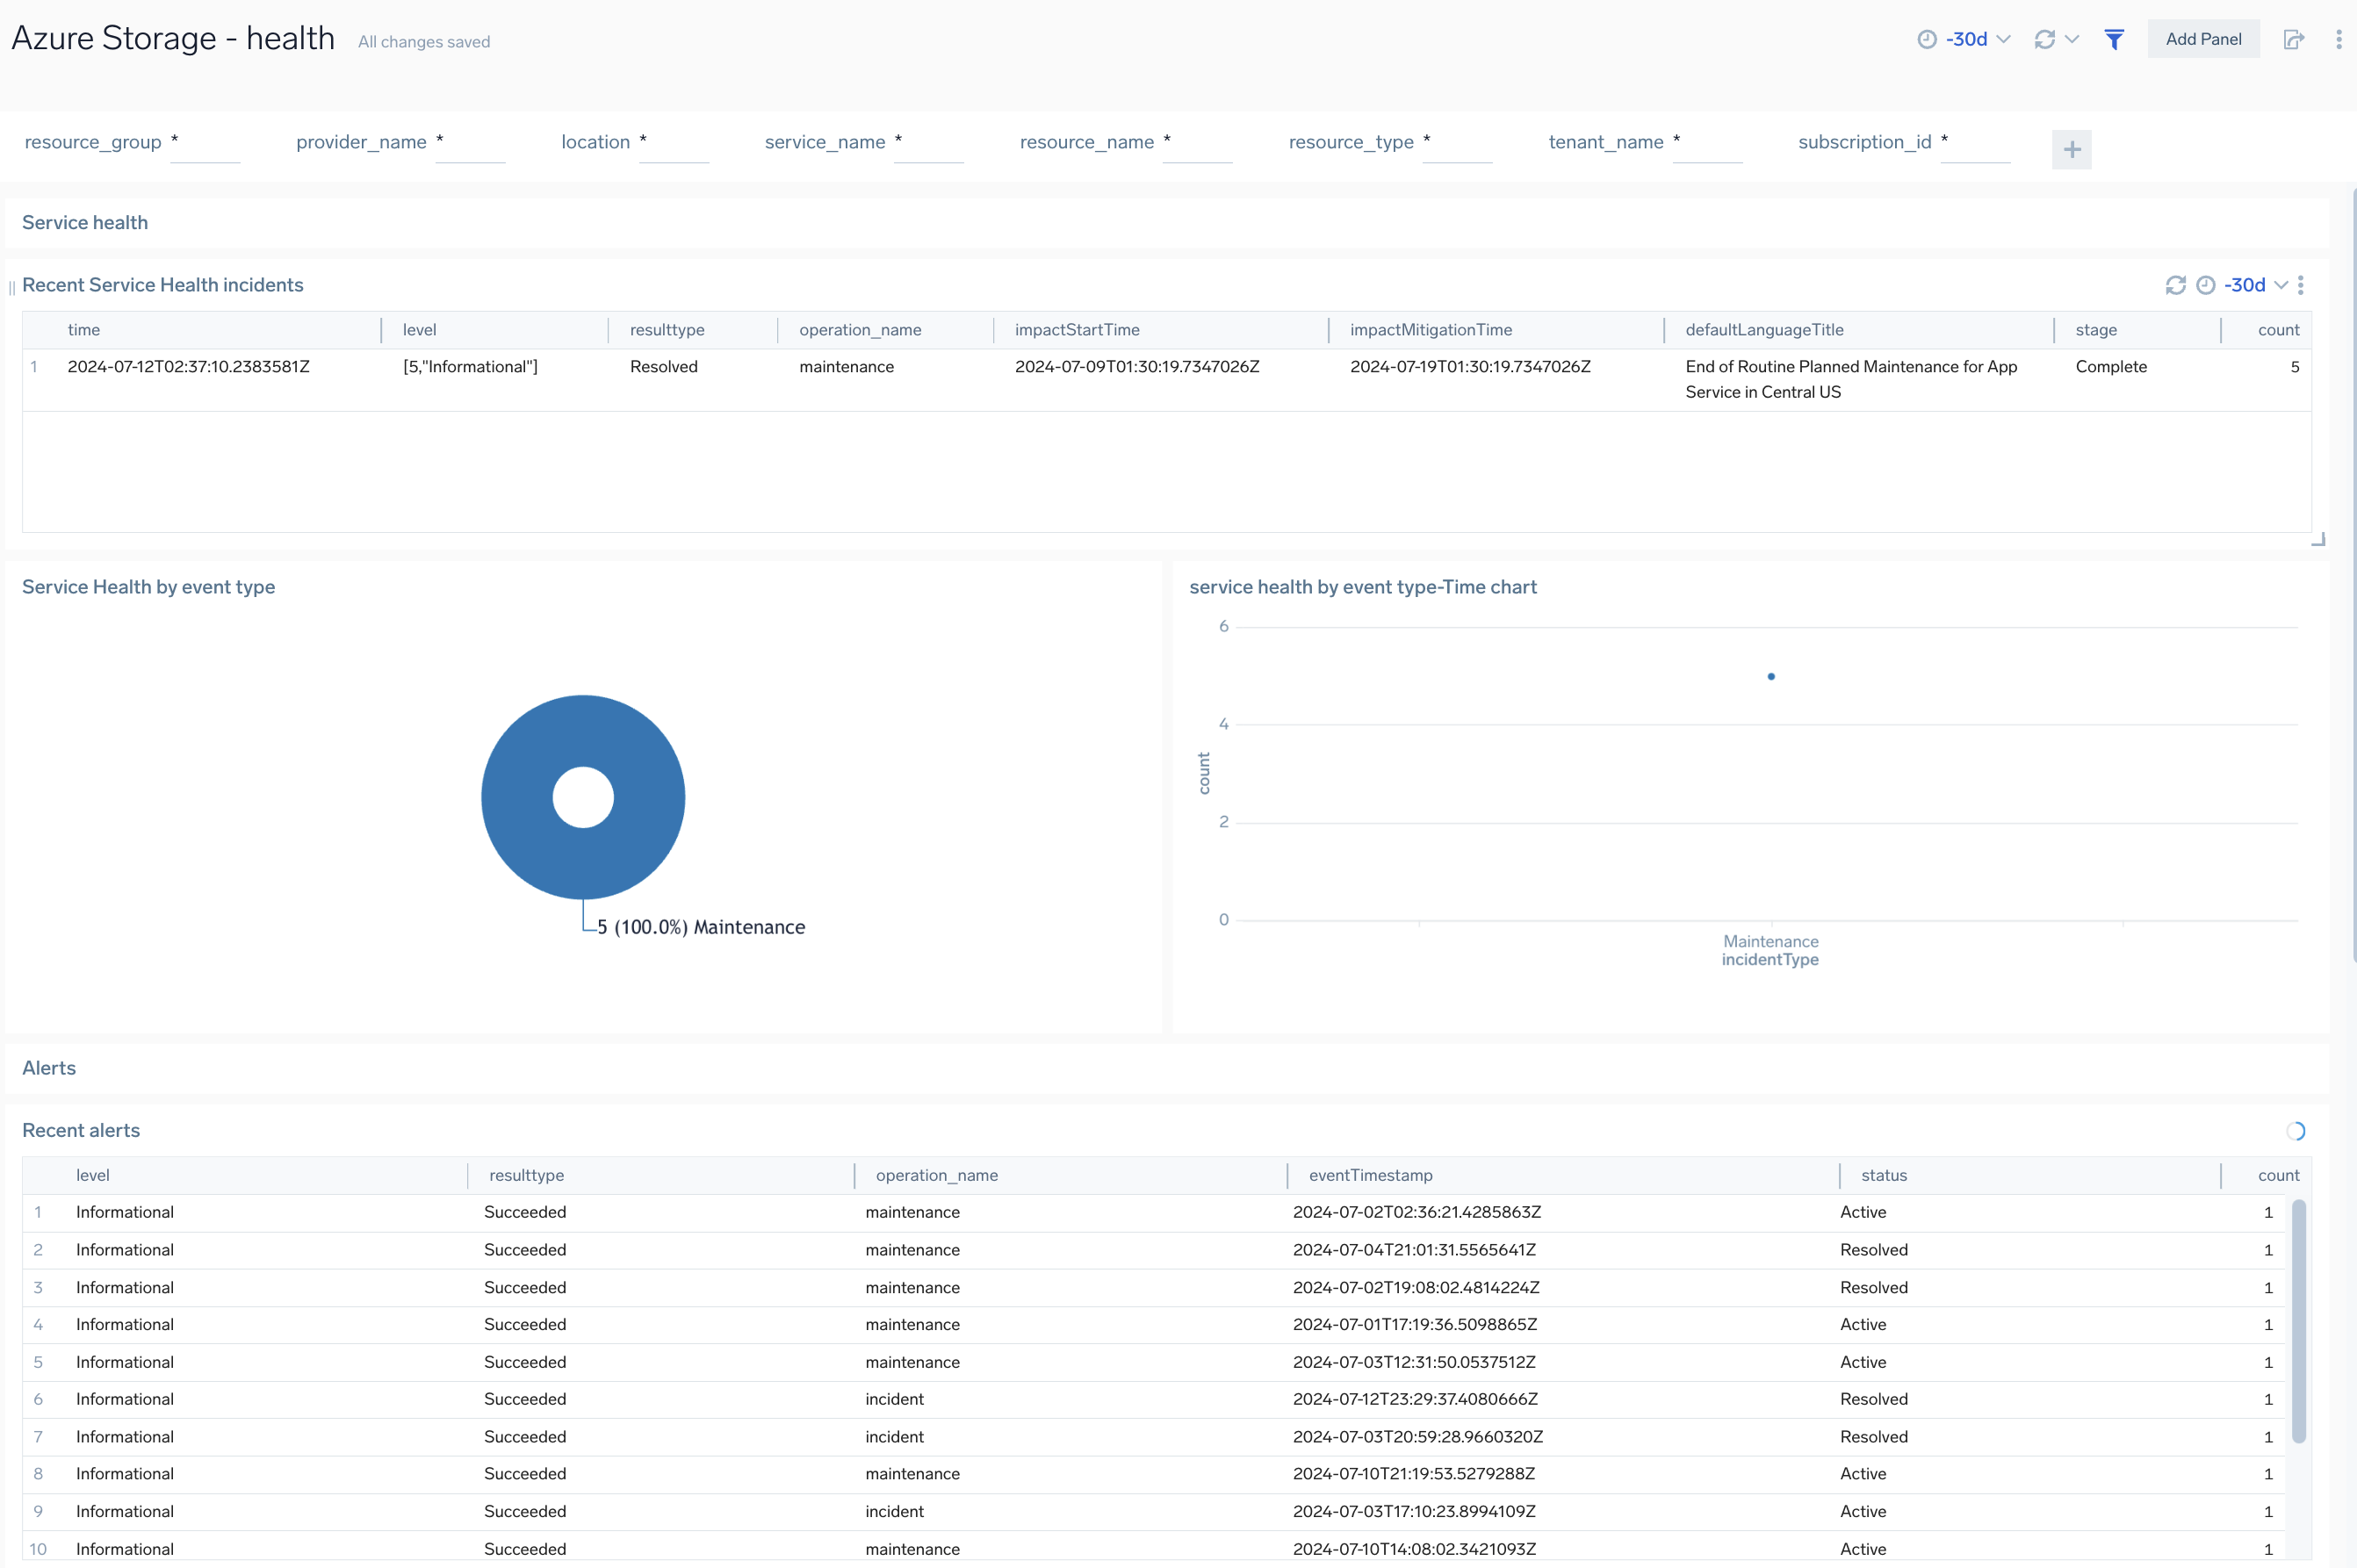 Azure Storage - health All changes saved -30d Add Panel
resource_group * provider_name * location * service_name * resource_name * resource_type * tenant_name * subscription_id *
Service health
Recent Service Health incidents -30d
time level resulttype operation_name impactStartTime impactMitigationTime defaultLanguageTitle stage count
1 2024-07-12T02:37:10.2383581Z [5,"Informational"] Resolved maintenance 2024-07-09T01:30:19.7347026Z 2024-07-19T01:30:19.7347026Z End of Routine Planned Maintenance for App Complete 5
Service in Central US
Service Health by event type
5 (100.0%) Maintenance
service health by event type-Time chart
6
4
2
0
count
Maintenance
incidentType
Alerts
Recent alerts
level resulttype operation_name eventTimestamp status count
1 Informational Succeeded maintenance 2024-07-02T02:36:21.4285863Z Active 1
2 Informational Succeeded maintenance 2024-07-04T21:01:31.5565641Z Resolved 1
3 Informational Succeeded maintenance 2024-07-02T19:08:02.4814224Z Resolved 1
4 Informational Succeeded maintenance 2024-07-01T17:19:36.5098865Z Active 1
5 Informational Succeeded maintenance 2024-07-03T12:31:50.0537512Z Active 1
6 Informational Succeeded incident 2024-07-12T23:29:37.4080666Z Resolved 1
7 Informational Succeeded incident 2024-07-03T20:59:28.9660320Z Resolved 1
8 Informational Succeeded maintenance 2024-07-10T21:19:53.5279288Z Active 1
9 Informational Succeeded incident 2024-07-03T17:10:23.8994109Z Active 1
10 Informational Succeeded maintenance 2024-07-10T14:08:02.3421093Z Active 1